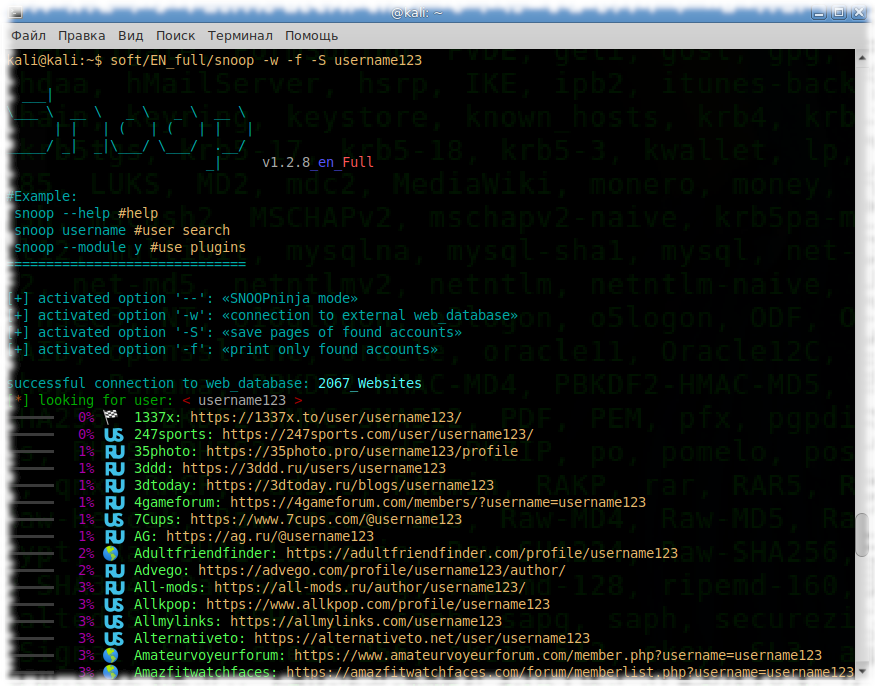 @kali: ~
Файл Правка Вид Поиск Терминал Помощь
kali@kali:~$ soft/EN_full/snoop -w -f -S username123
v1.2.8_en_Full
#Example:
snoop --help #help
snoop username #user search
snoop --module y #use plugins
==============================
[+] activated option '--': «SNOOPninja mode»
[+] activated option '-w': «connection to external web_database»
[+] activated option '-S': «save pages of found accounts»
[+] activated option '-f': «print only found accounts»
successful connection to web_database: 2067_Websites
[*] looking for user: < username123 >
0% 1337x: https://1337x.to/user/username123/
0% US 247sports: https://247sports.com/user/username123/
1% RU 35photo: https://35photo.pro/username123/profile
1% RU 3ddd: https://3ddd.ru/users/username123
1% RU 3dtoday: https://3dtoday.ru/blogs/username123
1% RU 4gameforum: https://4gameforum.com/members/?username=username123
1% US 7Cups: https://www.7cups.com/@username123
1% RU AG: https://ag.ru/@username123
2% Adultfriendfinder: https://adultfriendfinder.com/profile/username123
2% RU Advego: https://advego.com/profile/username123/author/
3% RU All-mods: https://all-mods.ru/author/username123/
3% US Allkpop: https://www.allkpop.com/profile/username123
3% US Allmylinks: https://allmylinks.com/username123
3% US Alternativeto: https://alternativeto.net/user/username123
3% Amateurvoyeurforum: https://www.amateurvoyeurforum.com/member.php?username=username123
3% Amazfitwatchfaces: https://amazfitwatchfaces.com/forum/memberlist.php?username=username123